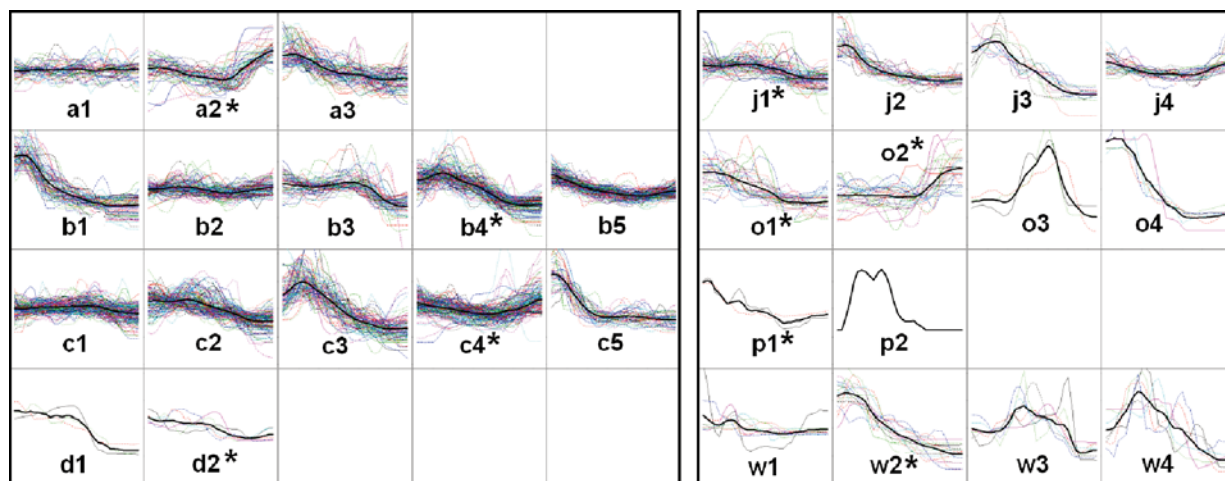 a1 a2* a3
b1 b2 b3 b4* b5
c1 c2 c3 c4* c5
d1 d2*
j1* j2 j3 j4
o1* o2* o3 o4
p1* p2
w1 w2* w3 w4